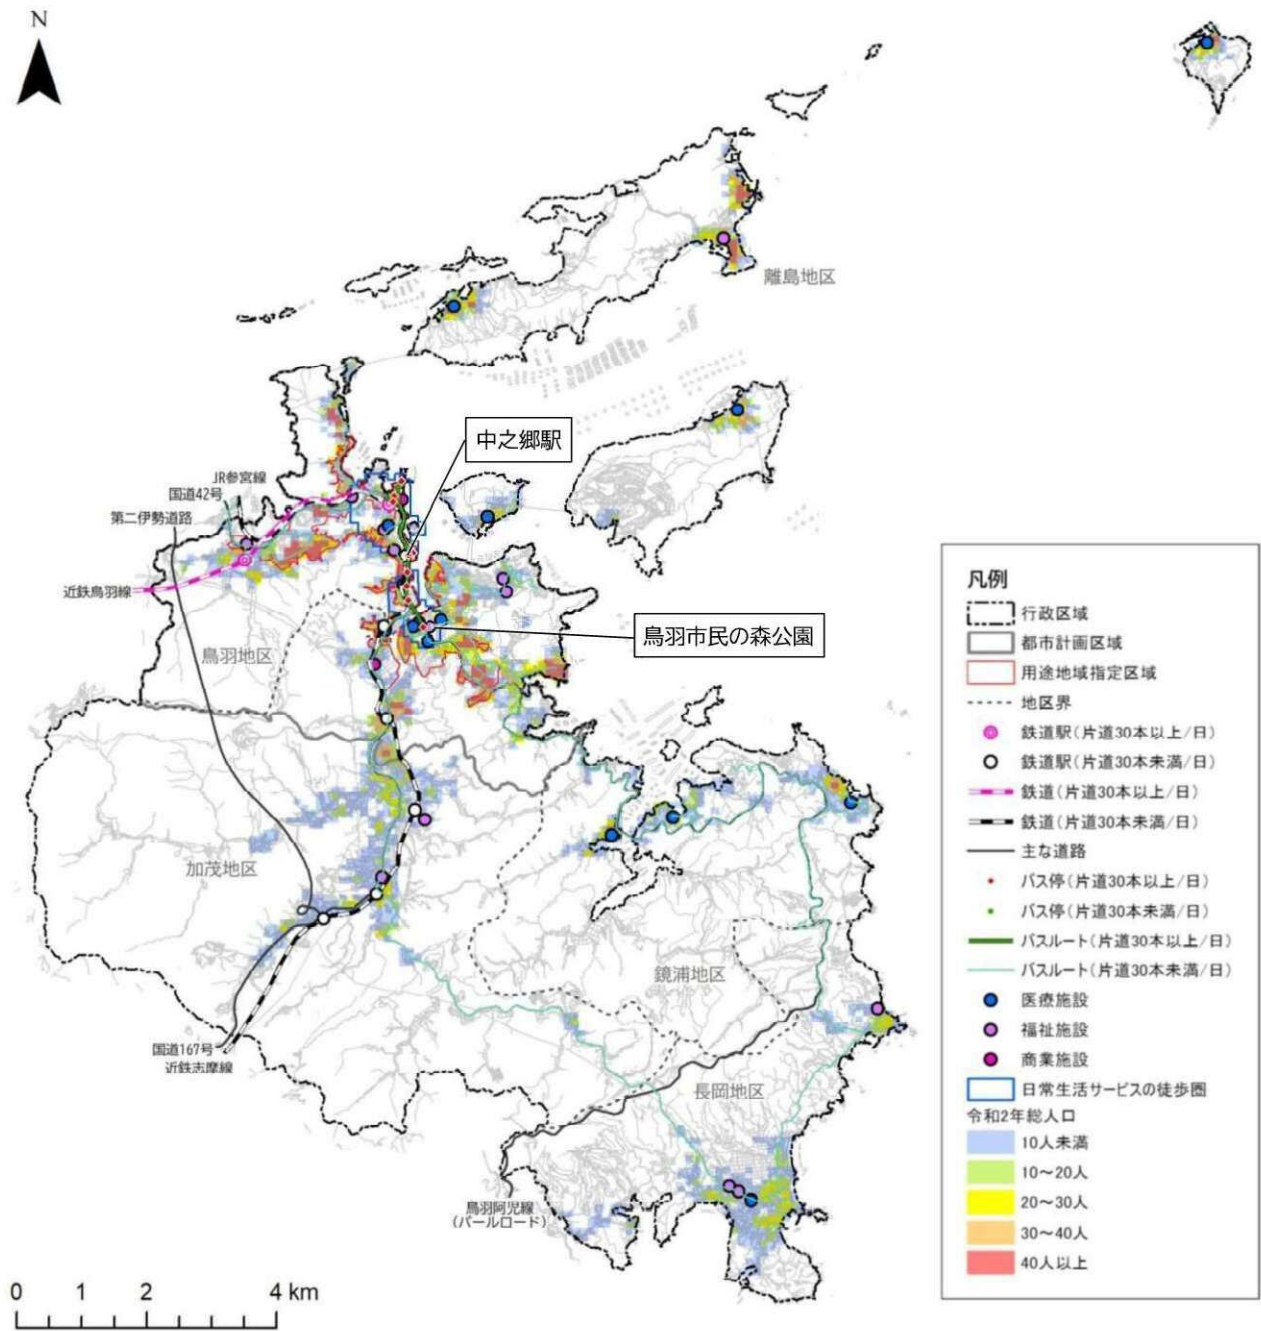 N
離島地区
中之郷駅
JR参宮線
国道42号
第二伊勢道路
近鉄鳥羽線
鳥羽市民の森公園
鳥羽地区
加茂地区
鏡浦地区
国道167号
近鉄志摩線
長岡地区
鳥羽阿児線
(パールロード)
0 1 2 4 km
凡例
行政区域
都市計画区域
用途地域指定区域
地区界
鉄道駅(片道30本以上/日)
鉄道駅(片道30本未満/日)
鉄道(片道30本以上/日)
鉄道(片道30本未満/日)
主な道路
バス停(片道30本以上/日)
バス停(片道30本未満/日)
バスルート(片道30本以上/日)
バスルート(片道30本未満/日)
医療施設
福祉施設
商業施設
日常生活サービスの徒歩圏
令和2年総人口
10人未満
10～20人
20～30人
30～40人
40人以上